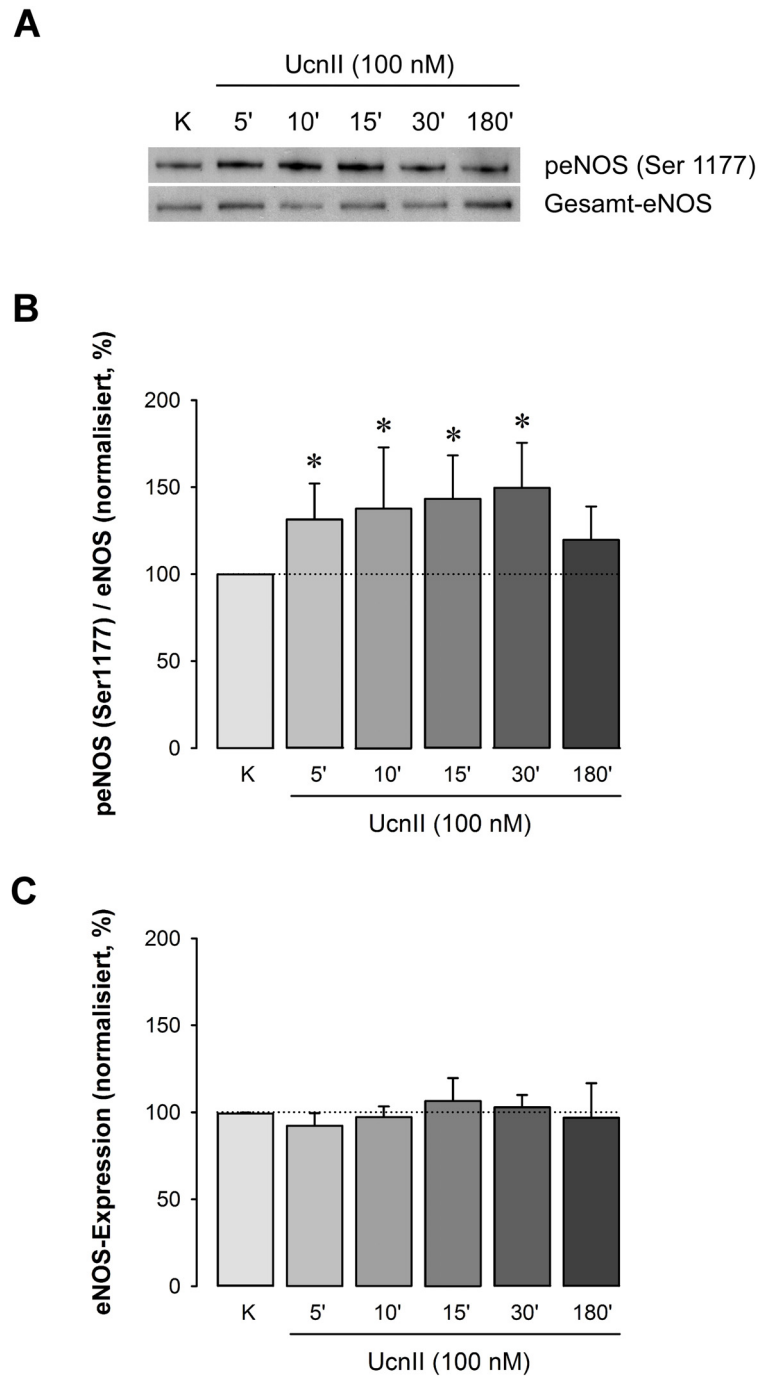 A
UcnII (100 nM)
K 5' 10' 15' 30' 180'
peNOS (Ser 1177)
Gesamt-eNOS
B
peNOS (Ser1177) / eNOS (normalisiert, %)
200
150
100
50
0
* * * *
K 5' 10' 15' 30' 180'
UcnII (100 nM)
C
eNOS-Expression (normalisiert, %)
200
150
100
50
0
K 5' 10' 15' 30' 180'
UcnII (100 nM)